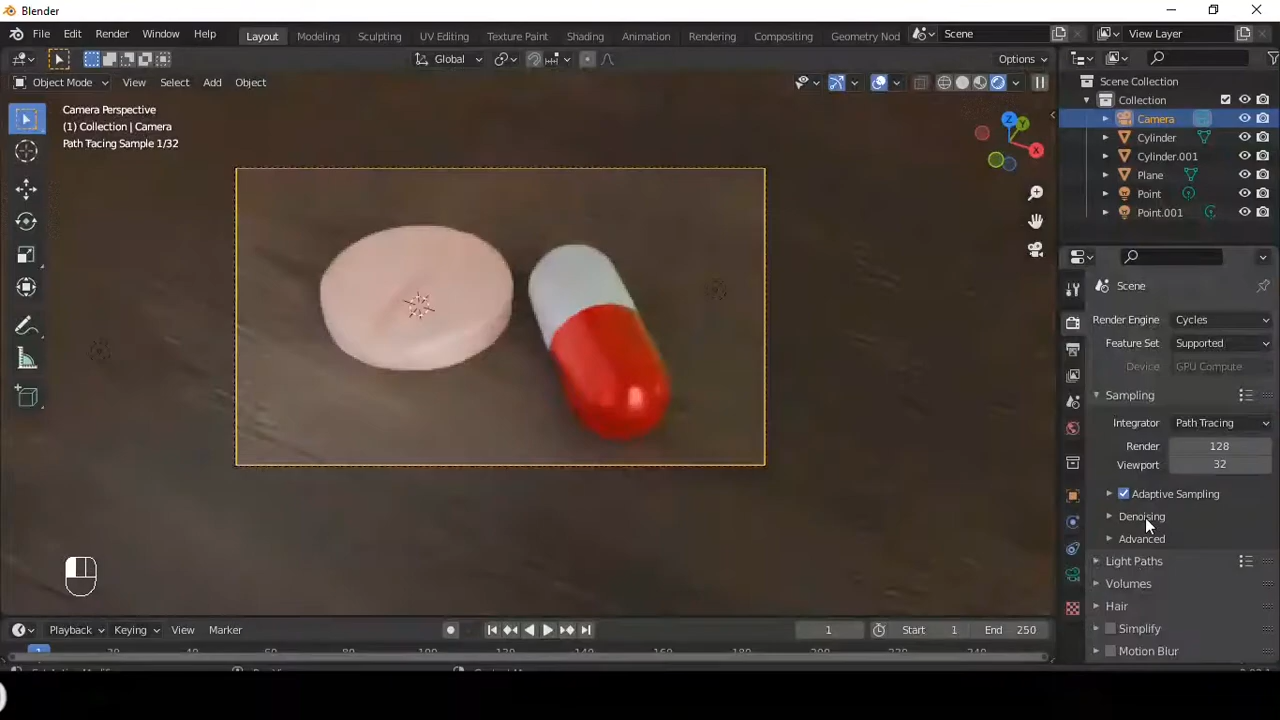 Blender
File Edit Render Window Help
Layout Modeling Sculpting UV Editing Texture Paint Shading Animation Rendering Compositing Geometry Nod
Scene View Layer
Global Options
Object Mode View Select Add Object
Camera Perspective
(1) Collection | Camera
Path Tacing Sample 1/32
Z Y X
Scene Collection
Collection
Camera
Cylinder
Cylinder.001
Plane
Point
Point.001
Scene
Render Engine Cycles
Feature Set Supported
Device GPU Compute
Sampling
Integrator Path Tracing
Render 128
Viewport 32
Adaptive Sampling
Denoising
Advanced
Light Paths
Volumes
Hair
Simplify
Motion Blur
Playback Keying View Marker 1 Start 1 End 250
1